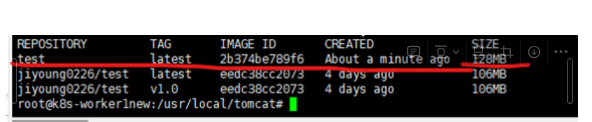 REPOSITORY TAG IMAGE ID CREATED SIZE
test latest 2b374be789f6 About a minute ago 128MB
jiyoung0226/test latest eedc38cc2073 4 days ago 106MB
jiyoung0226/test v1.0 eedc38cc2073 4 days ago 106MB
root@k8s-worker1new:/usr/local/tomcat#